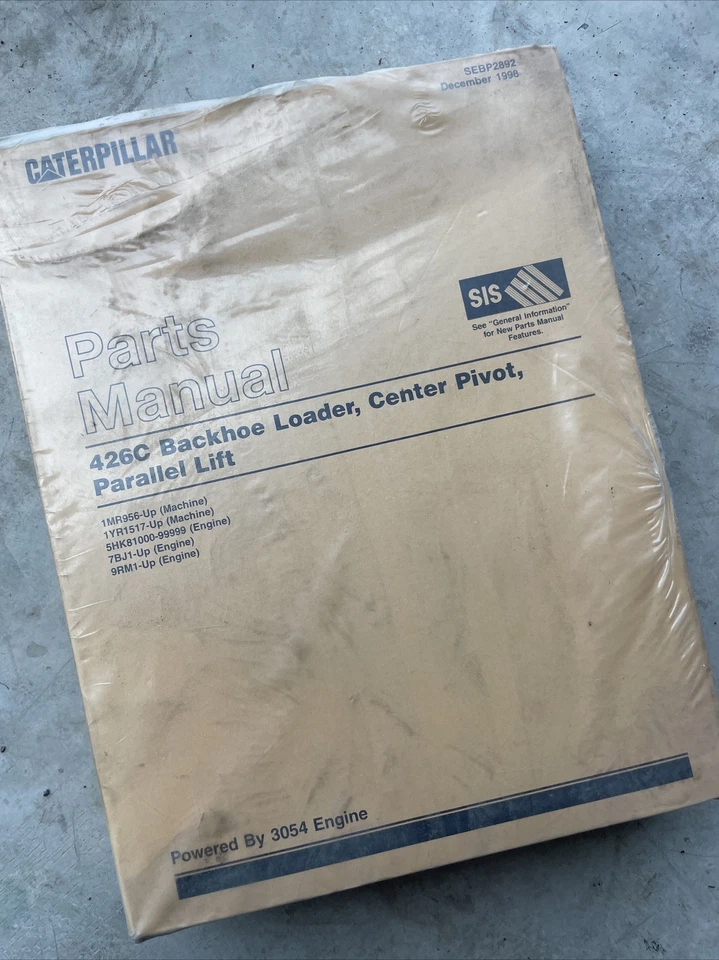 SEBP2892
December 1998
CATERPILLAR
SIS
See "General Information"
for New Parts Manual
Features.
Parts
Manual
426C Backhoe Loader, Center Pivot,
Parallel Lift
1MR956-Up (Machine)
1YR1517-Up (Machine)
5HK81000-99999 (Engine)
7BJ1-Up (Engine)
9RM1-Up (Engine)
Powered By 3054 Engine